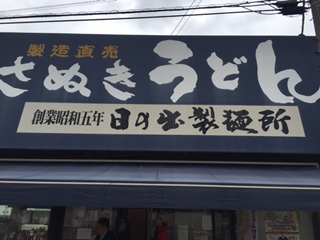 製造直売
さぬきうどん
創業昭和五年 日の出製麺所